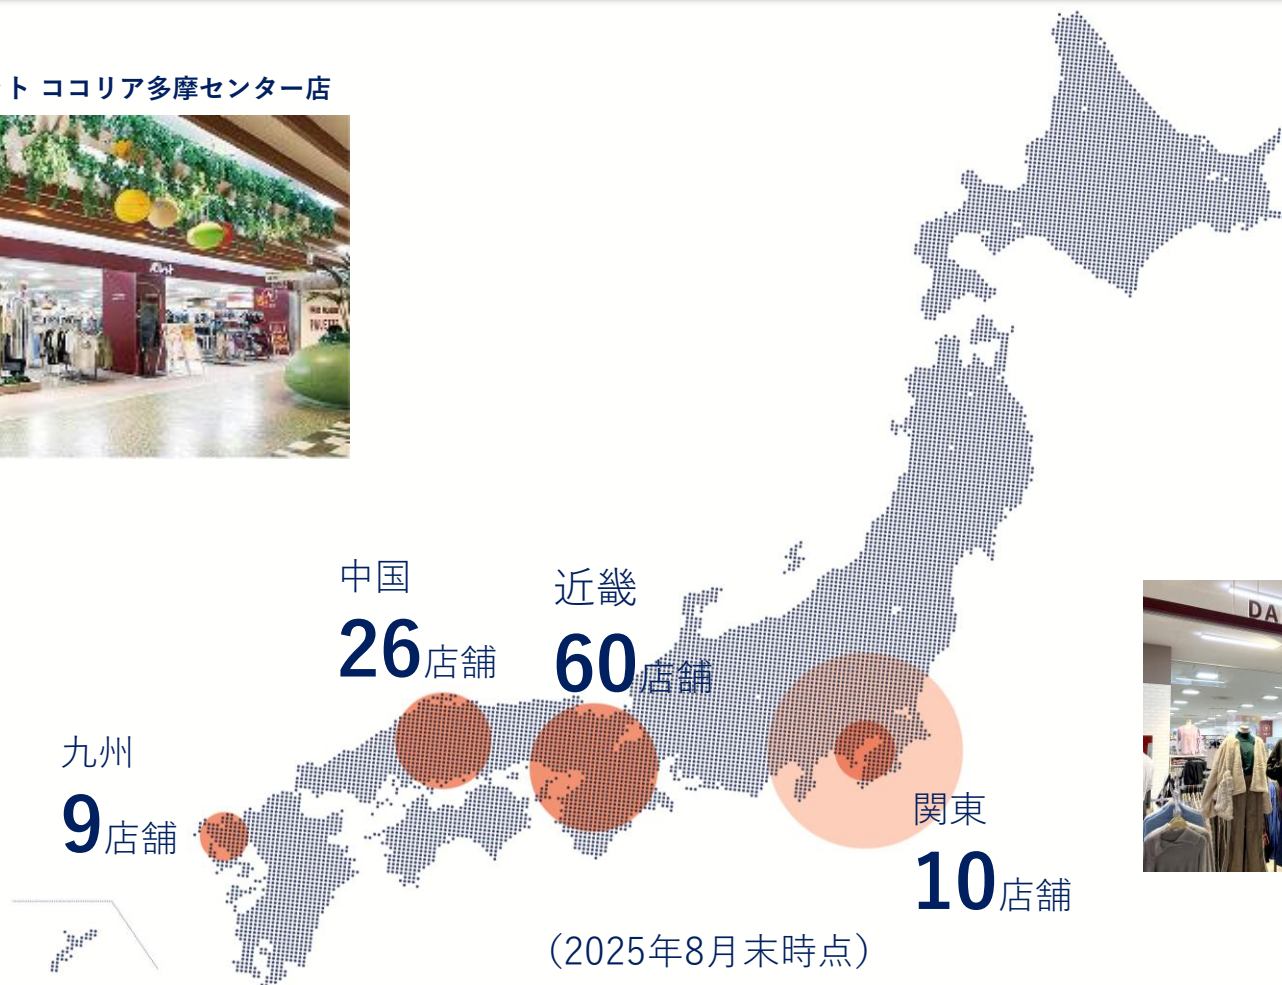 ト ココリア多摩センター店
中国
26店舗
近畿
60店舗
九州
9店舗
関東
10店舗
（2025年8月末時点）
DA